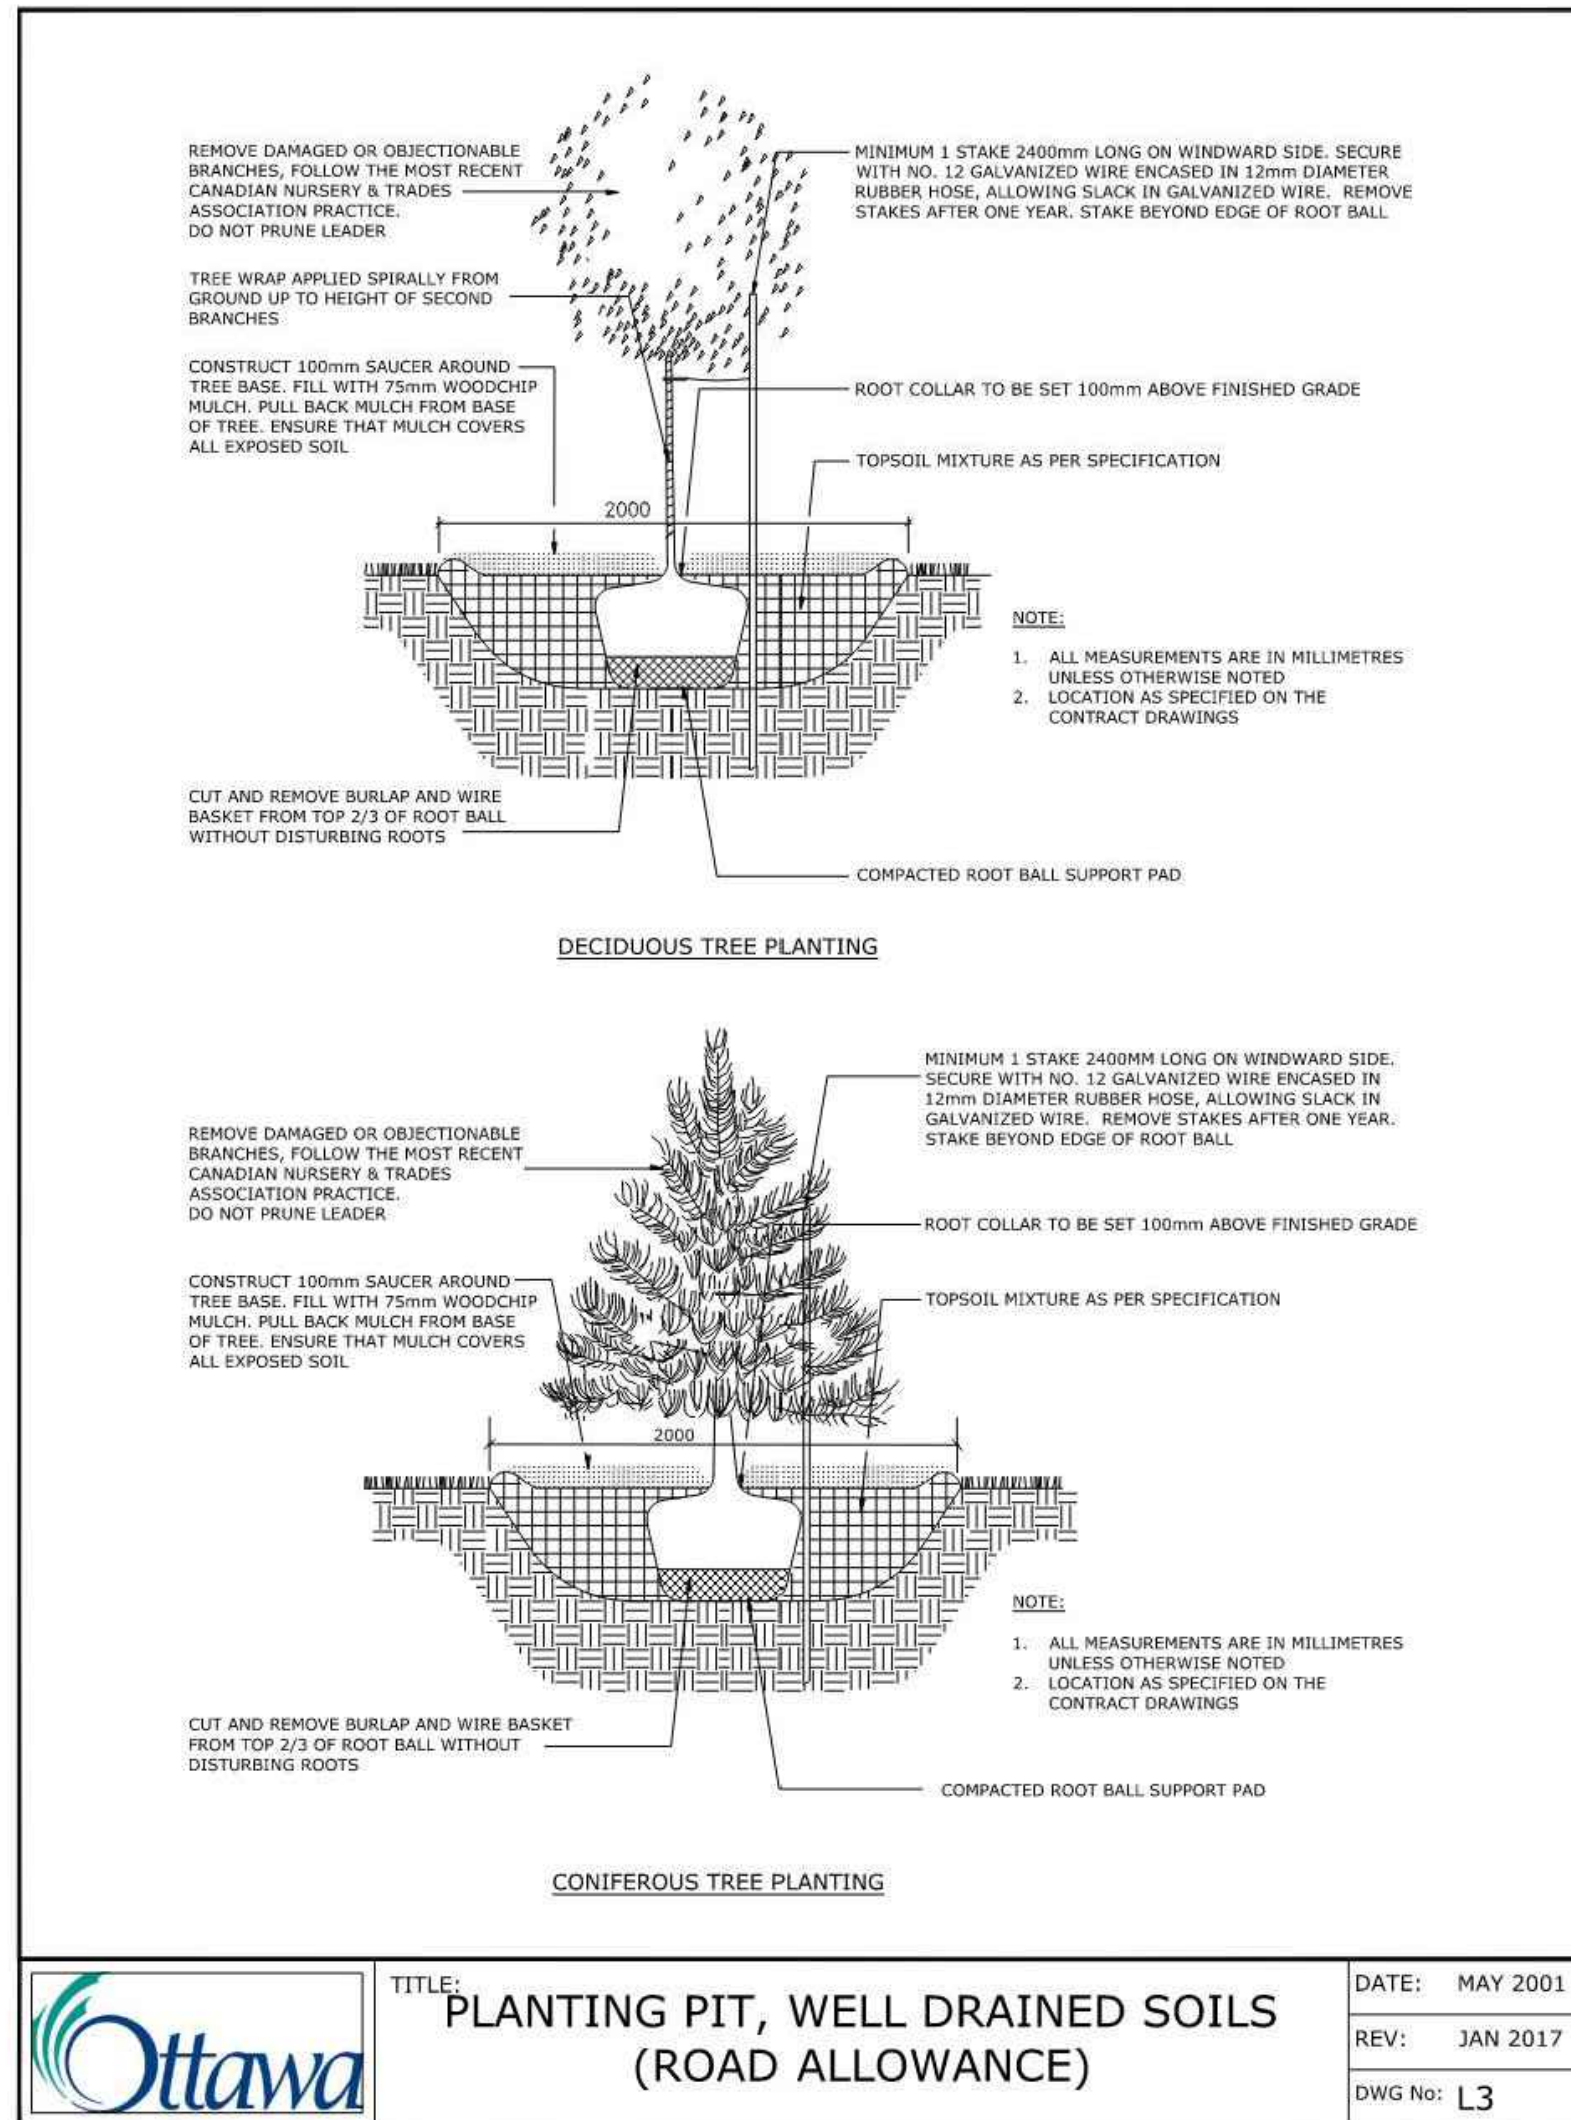 REMOVE DAMAGED OR OBJECTIONABLE
BRANCHES, FOLLOW THE MOST RECENT
CANADIAN NURSERY & TRADES
ASSOCIATION PRACTICE.
DO NOT PRUNE LEADER
MINIMUM 1 STAKE 2400mm LONG ON WINDWARD SIDE. SECURE
WITH NO. 12 GALVANIZED WIRE ENCASED IN 12mm DIAMETER
RUBBER HOSE, ALLOWING SLACK IN GALVANIZED WIRE. REMOVE
STAKES AFTER ONE YEAR. STAKE BEYOND EDGE OF ROOT BALL
TREE WRAP APPLIED SPIRALLY FROM
GROUND UP TO HEIGHT OF SECOND
BRANCHES
CONSTRUCT 100mm SAUCER AROUND
TREE BASE. FILL WITH 75mm WOODCHIP
MULCH. PULL BACK MULCH FROM BASE
OF TREE. ENSURE THAT MULCH COVERS
ALL EXPOSED SOIL
ROOT COLLAR TO BE SET 100mm ABOVE FINISHED GRADE
TOPSOIL MIXTURE AS PER SPECIFICATION
2000
NOTE:
1. ALL MEASUREMENTS ARE IN MILLIMETRES
UNLESS OTHERWISE NOTED
2. LOCATION AS SPECIFIED ON THE
CONTRACT DRAWINGS
CUT AND REMOVE BURLAP AND WIRE
BASKET FROM TOP 2/3 OF ROOT BALL
WITHOUT DISTURBING ROOTS
COMPACTED ROOT BALL SUPPORT PAD
DECIDUOUS TREE PLANTING
MINIMUM 1 STAKE 2400MM LONG ON WINDWARD SIDE.
SECURE WITH NO. 12 GALVANIZED WIRE ENCASED IN
12mm DIAMETER RUBBER HOSE, ALLOWING SLACK IN
GALVANIZED WIRE. REMOVE STAKES AFTER ONE YEAR.
STAKE BEYOND EDGE OF ROOT BALL
REMOVE DAMAGED OR OBJECTIONABLE
BRANCHES, FOLLOW THE MOST RECENT
CANADIAN NURSERY & TRADES
ASSOCIATION PRACTICE.
DO NOT PRUNE LEADER
ROOT COLLAR TO BE SET 100mm ABOVE FINISHED GRADE
CONSTRUCT 100mm SAUCER AROUND
TREE BASE. FILL WITH 75mm WOODCHIP
MULCH. PULL BACK MULCH FROM BASE
OF TREE. ENSURE THAT MULCH COVERS
ALL EXPOSED SOIL
TOPSOIL MIXTURE AS PER SPECIFICATION
2000
NOTE:
1. ALL MEASUREMENTS ARE IN MILLIMETRES
UNLESS OTHERWISE NOTED
2. LOCATION AS SPECIFIED ON THE
CONTRACT DRAWINGS
CUT AND REMOVE BURLAP AND WIRE BASKET
FROM TOP 2/3 OF ROOT BALL WITHOUT
DISTURBING ROOTS
COMPACTED ROOT BALL SUPPORT PAD
CONIFEROUS TREE PLANTING
Ottawa
TITLE:
PLANTING PIT, WELL DRAINED SOILS
(ROAD ALLOWANCE)
DATE: MAY 2001
REV: JAN 2017
DWG No: L3